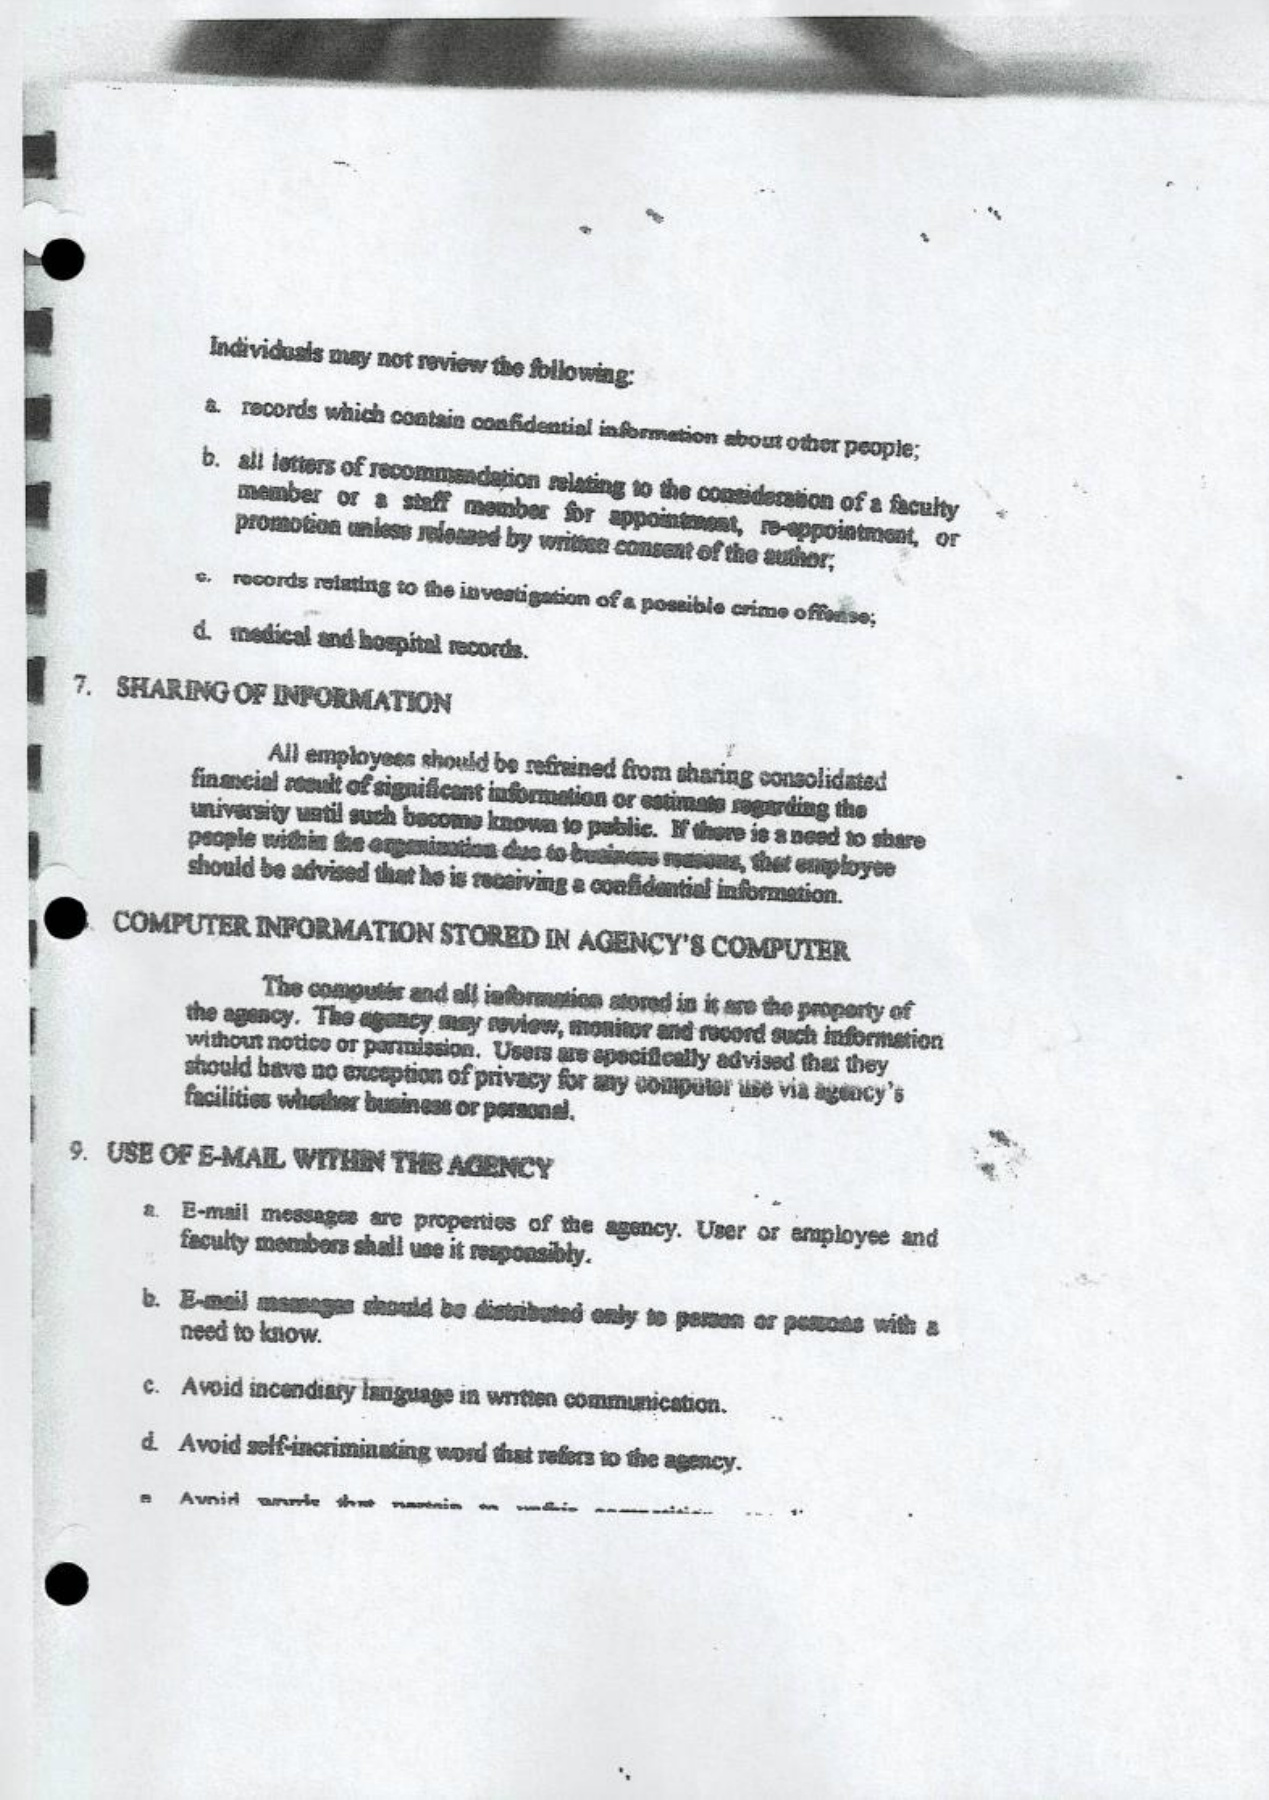 Individuals may not review the following:
a. records which contain confidential information about other people;
b. all letters of recommendation relating to the consideration of a faculty
member or a staff member for appointment, re-appointment, or
promotion unless released by written consent of the author;
c. records relating to the investigation of a possible crime offense;
d. medical and hospital records.
7. SHARING OF INFORMATION
All employees should be refrained from sharing consolidated
financial result of significant information or estimate regarding the
university until such become known to public. If there is a need to share
people within the organization due to business reasons, that employee
should be advised that he is receiving a confidential information.
COMPUTER INFORMATION STORED IN AGENCY'S COMPUTER
The computer and all information stored in it are the property of
the agency. The agency may review, monitor and record such information
without notice or permission. Users are specifically advised that they
should have no exception of privacy for any computer use via agency's
facilities whether business or personal.
9. USE OF E-MAIL WITHIN THE AGENCY
a. E-mail messages are properties of the agency. User or employee and
faculty members shall use it responsibly.
b. E-mail messages should be distributed only to person or persons with a
need to know.
c. Avoid incendiary language in written communication.
d. Avoid self-incriminating word that refers to the agency.
e Avoid words that pertain to unfair competition